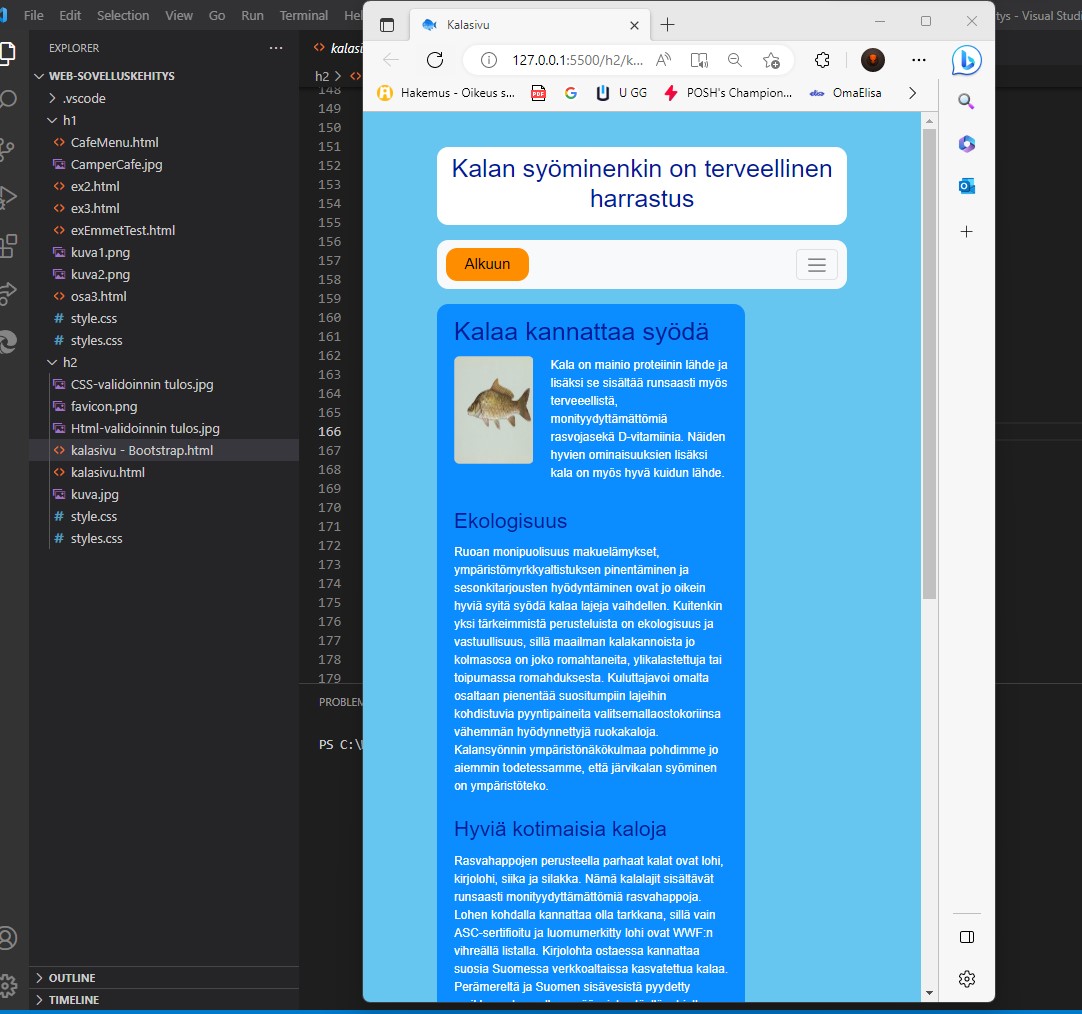 File Edit Selection View Go Run Terminal
EXPLORER
WEB-SOVELLUSKEHITYS
.vscode
h1
CafeMenu.html
CamperCafe.jpg
ex2.html
ex3.html
exEmmetTest.html
kuva1.png
kuva2.png
osa3.html
style.css
styles.css
h2
CSS-validoinnin tulos.jpg
favicon.png
Html-validoinnin tulos.jpg
kalasivu - Bootstrap.html
kalasivu.html
kuva.jpg
style.css
styles.css
OUTLINE
TIMELINE
h2
148
149
150
151
152
153
154
155
156
157
158
159
160
161
162
163
164
165
166
167
168
169
170
171
172
173
174
175
176
177
178
179
PS C:\
Kalasivu
127.0.0.1:5500/h2/k...
Hakemus - Oikeus s...
PDF
G
U GG
POSH's Champion...
OmaElisa
Kalan syöminenkin on terveellinen
harrastus
Alkuun
Kalaa kannattaa syödä
Kala on mainio proteiinin lähde ja
lisäksi se sisältää runsaasti myös
terveeellistä,
monityydyttämättömiä
rasvojasekä D-vitamiinia. Näiden
hyvien ominaisuuksien lisäksi
kala on myös hyvä kuidun lähde.
Ekologisuus
Ruoan monipuolisuus makuelämykset,
ympäristömyrkkyaltistuksen pinentäminen ja
sesonkitarjousten hyödyntäminen ovat jo oikein
hyviä syitä syödä kalaa lajeja vaihdellen. Kuitenkin
yksi tärkeimmistä perusteluista on ekologisuus ja
vastuullisuus, sillä maailman kalakannoista jo
kolmasosa on joko romahtaneita, ylikalastettuja tai
toipumassa romahduksesta. Kuluttajavoi omalta
osaltaan pienentää suositumpiin lajeihin
kohdistuvia pyyntipaineita valitsemallaostokoriinsa
vähemmän hyödynnettyjä ruokakaloja.
Kalansyönnin ympäristönäkökulmaa pohdimme jo
aiemmin todetessamme, että järvikalan syöminen
on ympäristöteko.
Hyviä kotimaisia kaloja
Rasvahappojen perusteella parhaat kalat ovat lohi,
kirjolohi, siika ja silakka. Nämä kalalajit sisältävät
runsaasti monityydyttämättömiä rasvahappoja.
Lohen kohdalla kannattaa olla tarkkana, sillä vain
ASC-sertifioitu ja luomumerkitty lohi ovat WWF:n
vihreällä listalla. Kirjolohta ostaessa kannattaa
suosia Suomessa verkkoaltaissa kasvatettua kalaa.
Perämereltä ja Suomen sisävesistä pyydetty